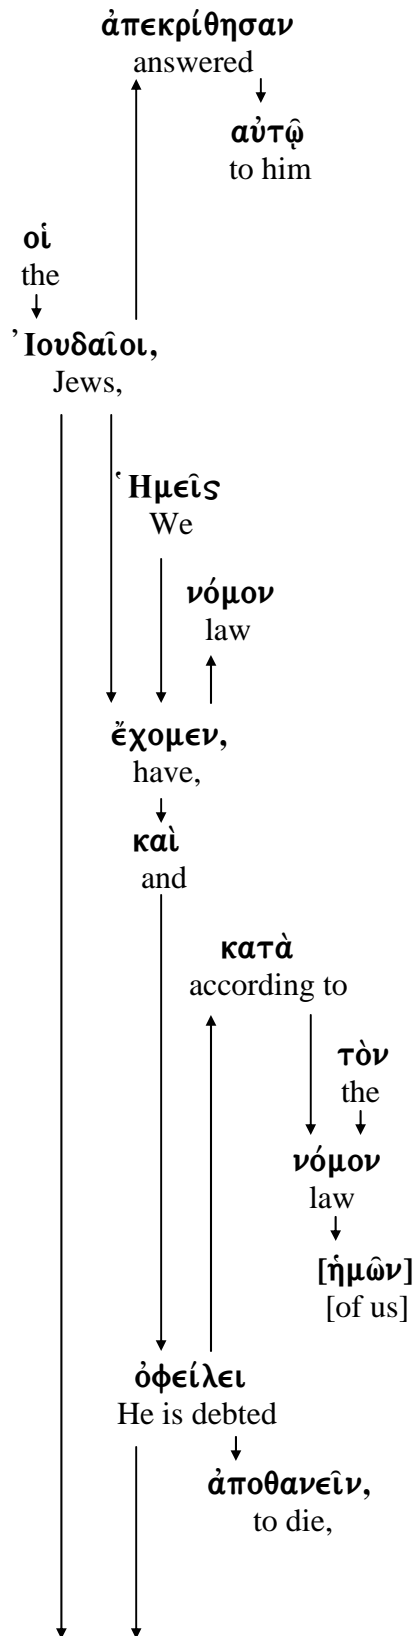 ἀπεκρίθησαν
answered
αὐτῷ
to him
οἱ
the
Ἰουδαῖοι,
Jews,
Ἡμεῖς
We
νόμον
law
ἔχομεν,
have,
καὶ
and
κατὰ
according to
τὸν
the
νόμον
law
[ἡμῶν]
[of us]
ὀφείλει
He is debted
ἀποθανεῖν,
to die,